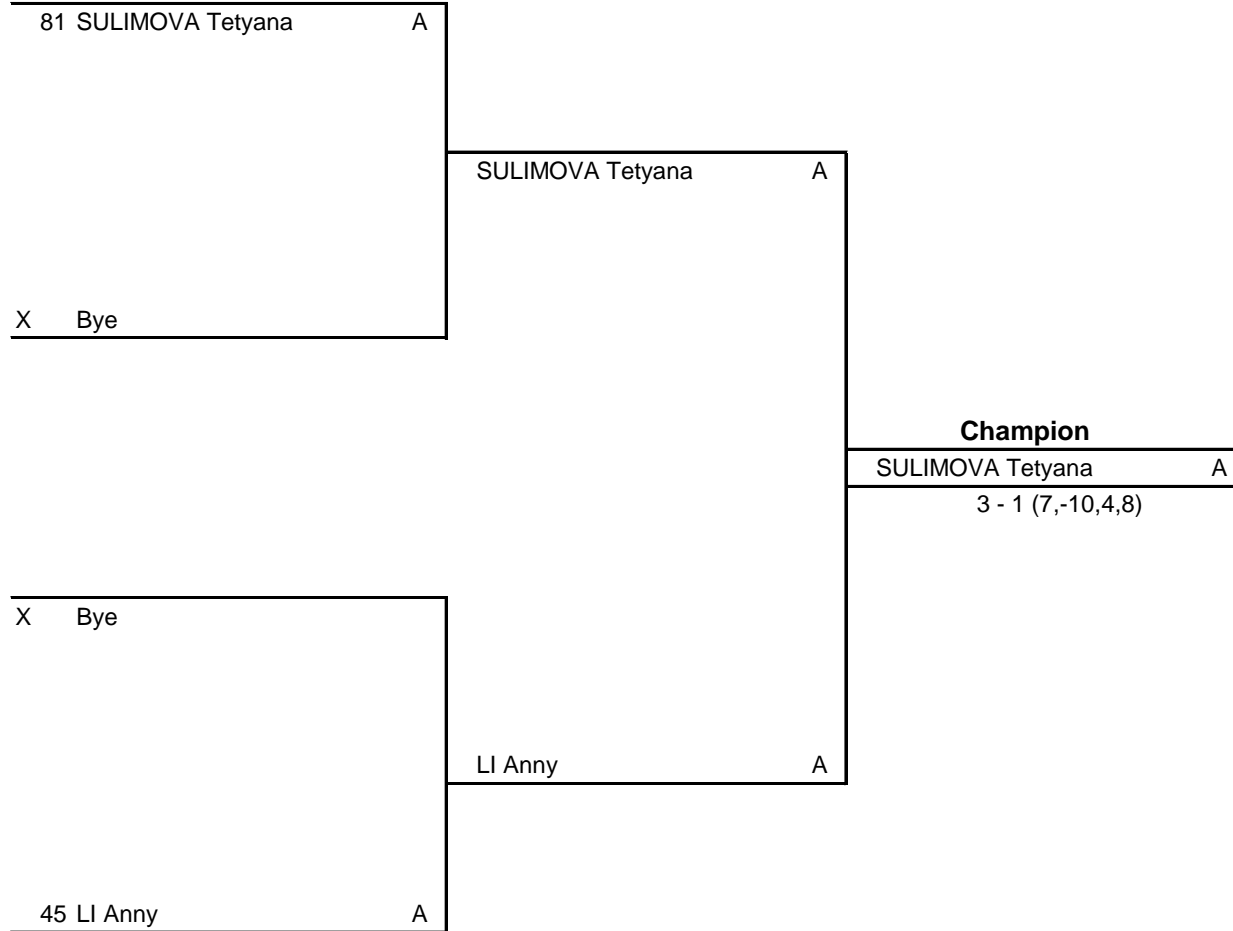 81 SULIMOVA Tetyana A
SULIMOVA Tetyana A
X Bye
Champion
SULIMOVA Tetyana A
3 - 1 (7,-10,4,8)
X Bye
LI Anny A
45 LI Anny A